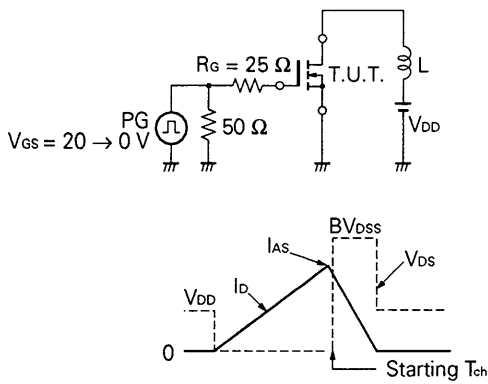 RG = 25 Ω
T.U.T.
L
PG
50 Ω
VDD
VGS = 20 → 0 V
BVDSS
IAS
ID
VDS
VDD
0
Starting Tch